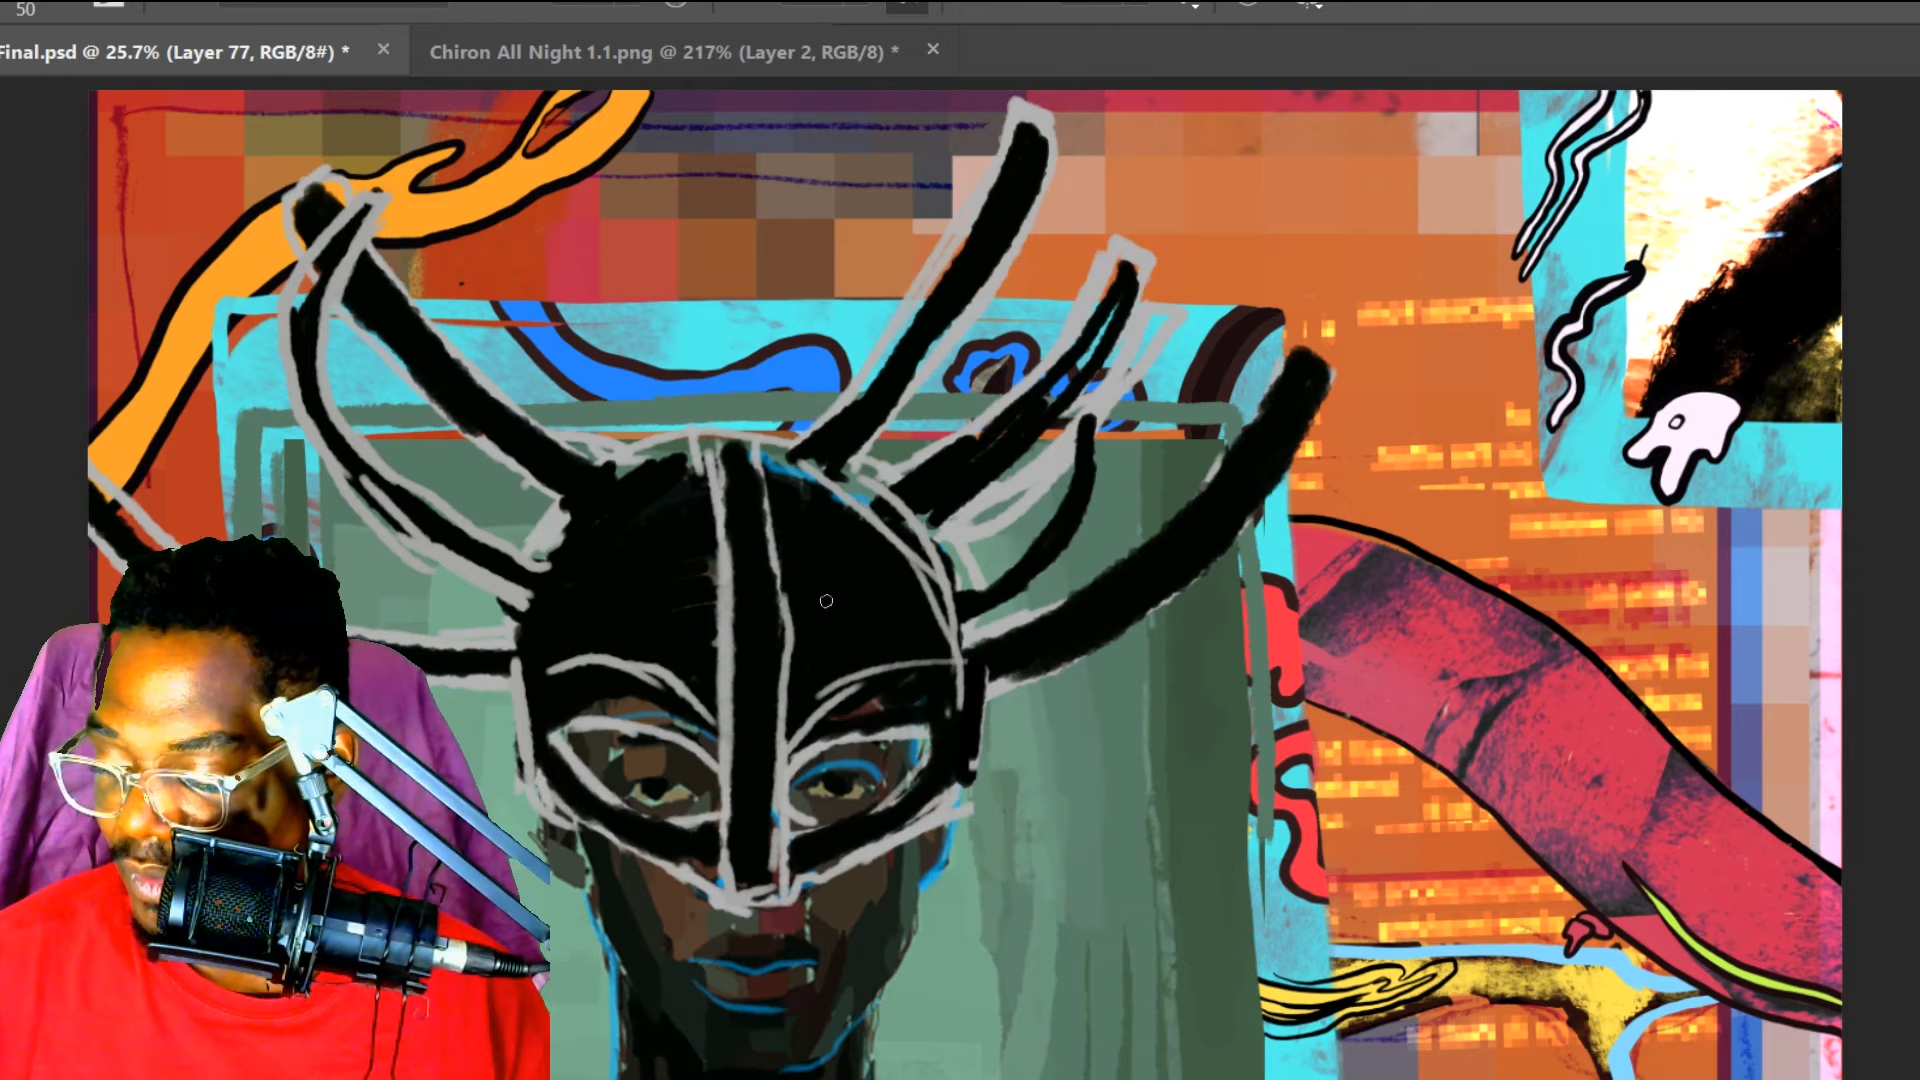 50
Final.psd @ 25.7% (Layer 77, RGB/8#) *
Chiron All Night 1.1.png @ 217% (Layer 2, RGB/8) *